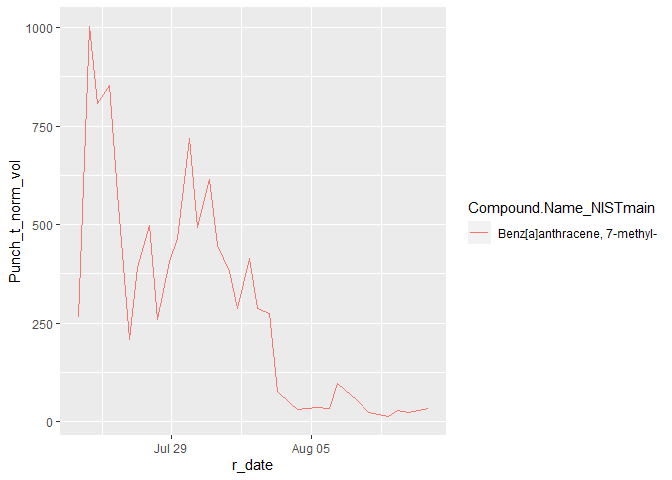 1000
750
500
250
0
Punch_t_norm_vol
Jul 29
Aug 05
r_date
Compound.Name_NISTmain
Benz[a]anthracene, 7-methyl-